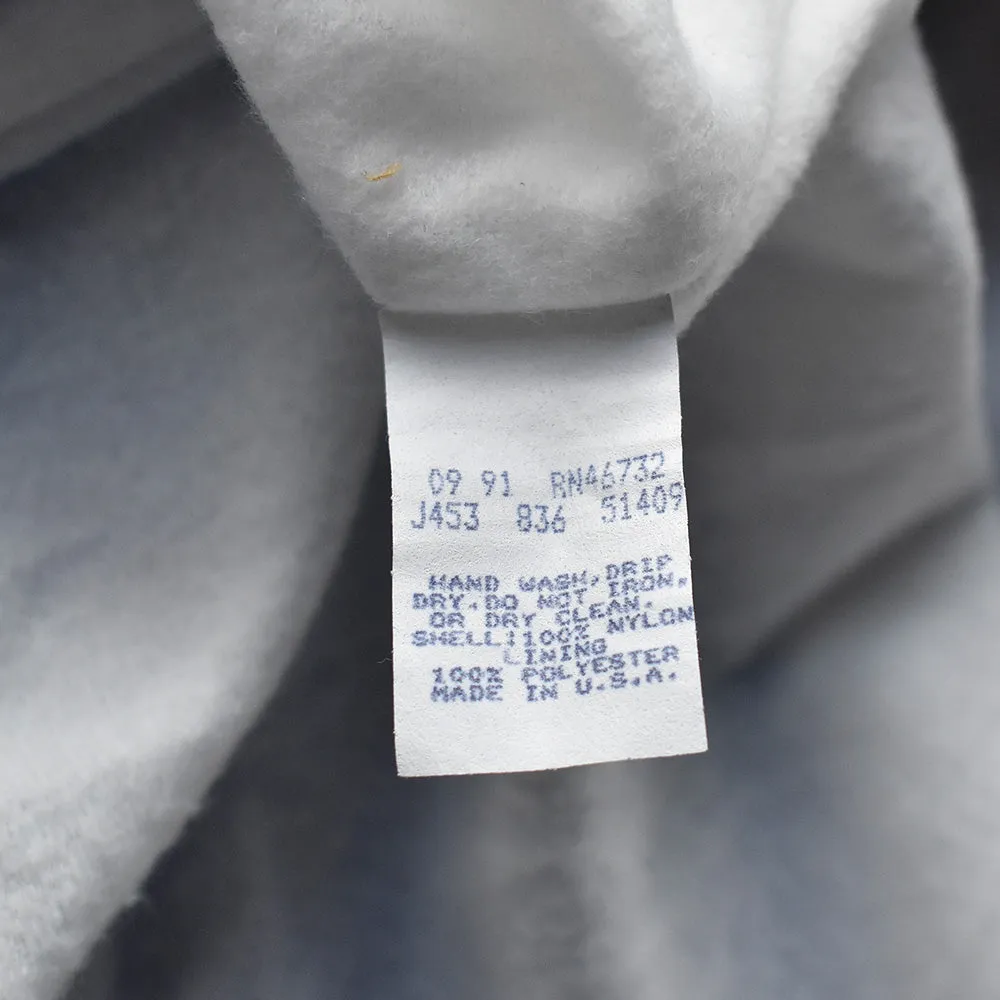 09 91 RN46732
J453 836 51409
HAND WASH, DRIP
DRY. DO NOT IRON.
OR DRY CLEAN.
SHELL:100% NYLON
LINING
100% POLYESTER
MADE IN U.S.A.